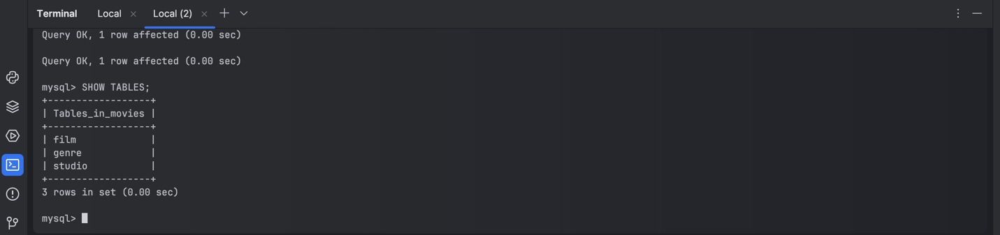 Terminal Local Local (2)
Query OK, 1 row affected (0.00 sec)
Query OK, 1 row affected (0.00 sec)
mysql> SHOW TABLES;
+------------------+
| Tables_in_movies |
+------------------+
| film             |
| genre            |
| studio           |
+------------------+
3 rows in set (0.00 sec)
mysql>